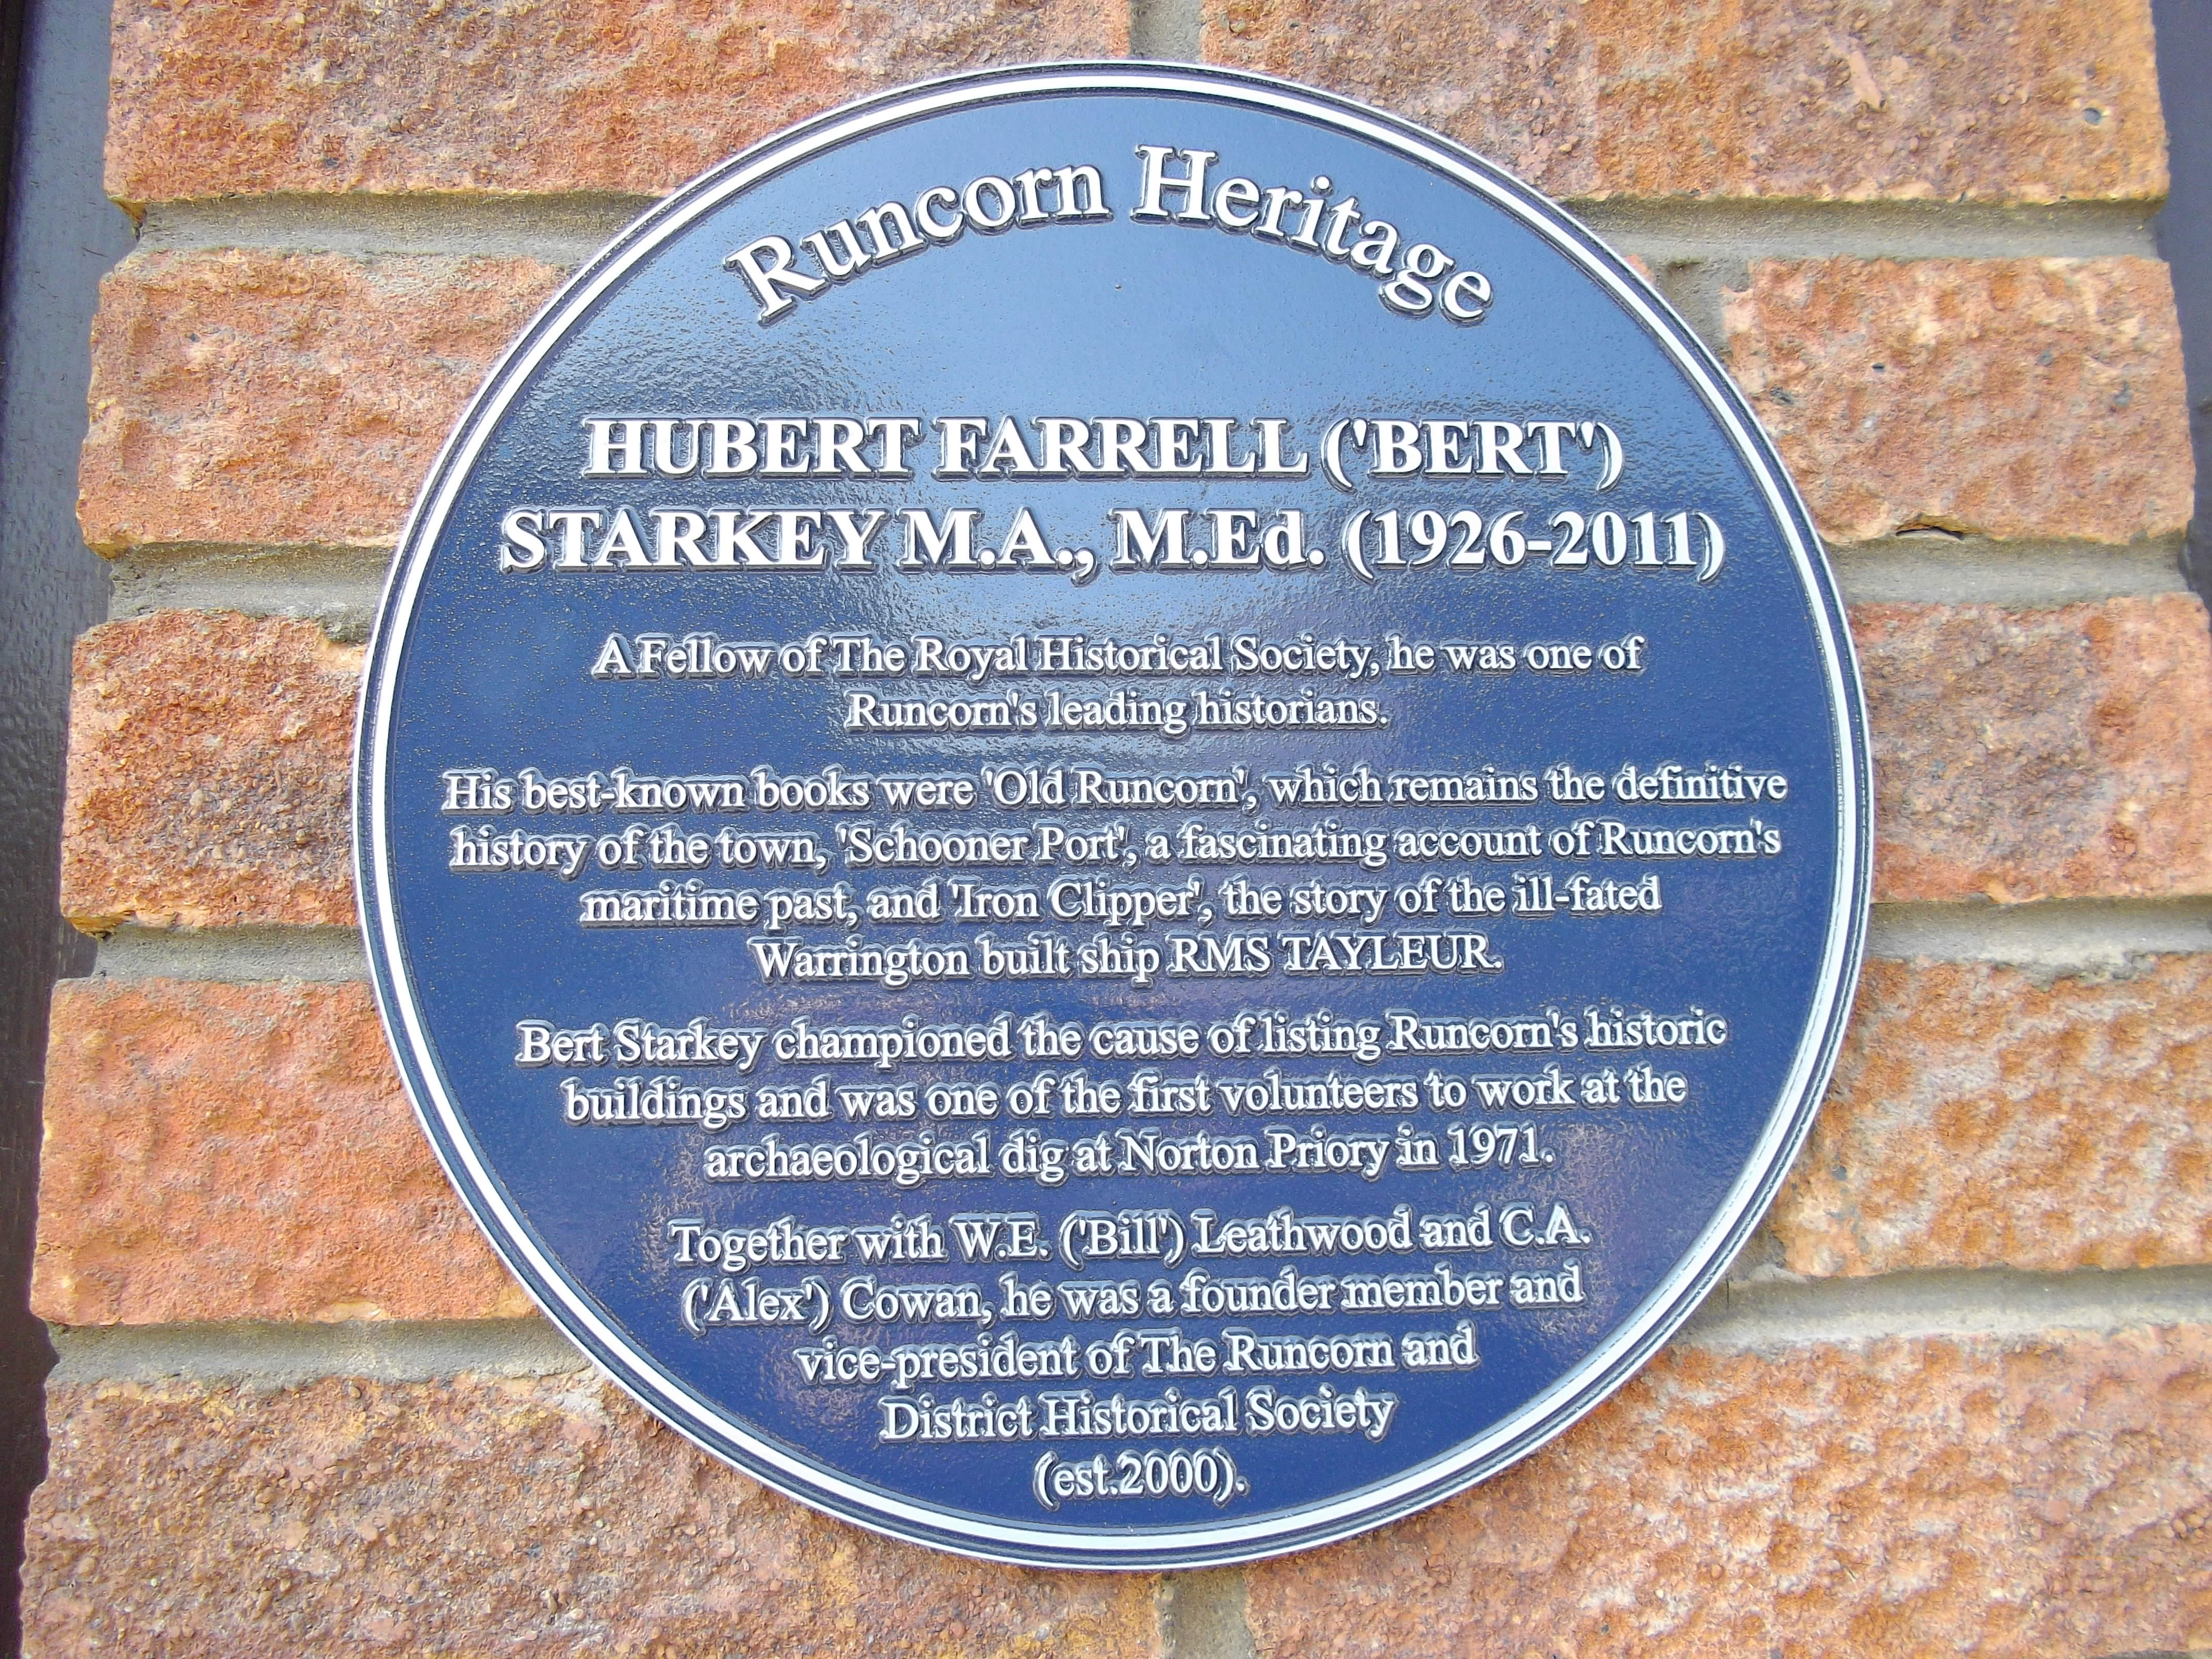 Runcorn Heritage
HUBERT FARRELL ('BERT')
STARKEY M.A., M.Ed. (1926-2011)
A Fellow of The Royal Historical Society, he was one of
Runcorn's leading historians.
His best-known books were 'Old Runcorn', which remains the definitive
history of the town, 'Schooner Port', a fascinating account of Runcorn's
maritime past, and 'Iron Clipper', the story of the ill-fated
Warrington built ship RMS TAYLEUR.
Bert Starkey championed the cause of listing Runcorn's historic
buildings and was one of the first volunteers to work at the
archaeological dig at Norton Priory in 1971.
Together with W.E. ('Bill') Leathwood and C.A.
('Alex') Cowan, he was a founder member and
vice-president of The Runcorn and
District Historical Society
(est.2000).